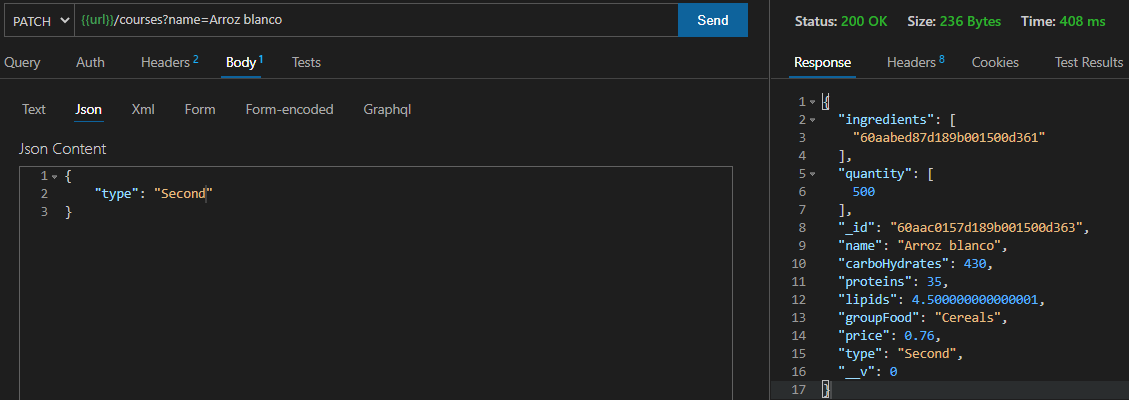 PATCH {{url}}/courses?name=Arroz blanco Send
Query Auth Headers 2 Body 1 Tests
Text Json Xml Form Form-encoded Graphql
Json Content
1 {
2 "type": "Second"
3 }
Status: 200 OK Size: 236 Bytes Time: 408 ms
Response Headers 8 Cookies Test Results
1 {
2 "ingredients": [
3 "60aabed87d189b001500d361"
4 ],
5 "quantity": [
6 500
7 ],
8 "_id": "60aac0157d189b001500d363",
9 "name": "Arroz blanco",
10 "carboHydrates": 430,
11 "proteins": 35,
12 "lipids": 4.500000000000001,
13 "groupFood": "Cereals",
14 "price": 0.76,
15 "type": "Second",
16 "__v": 0
17 }